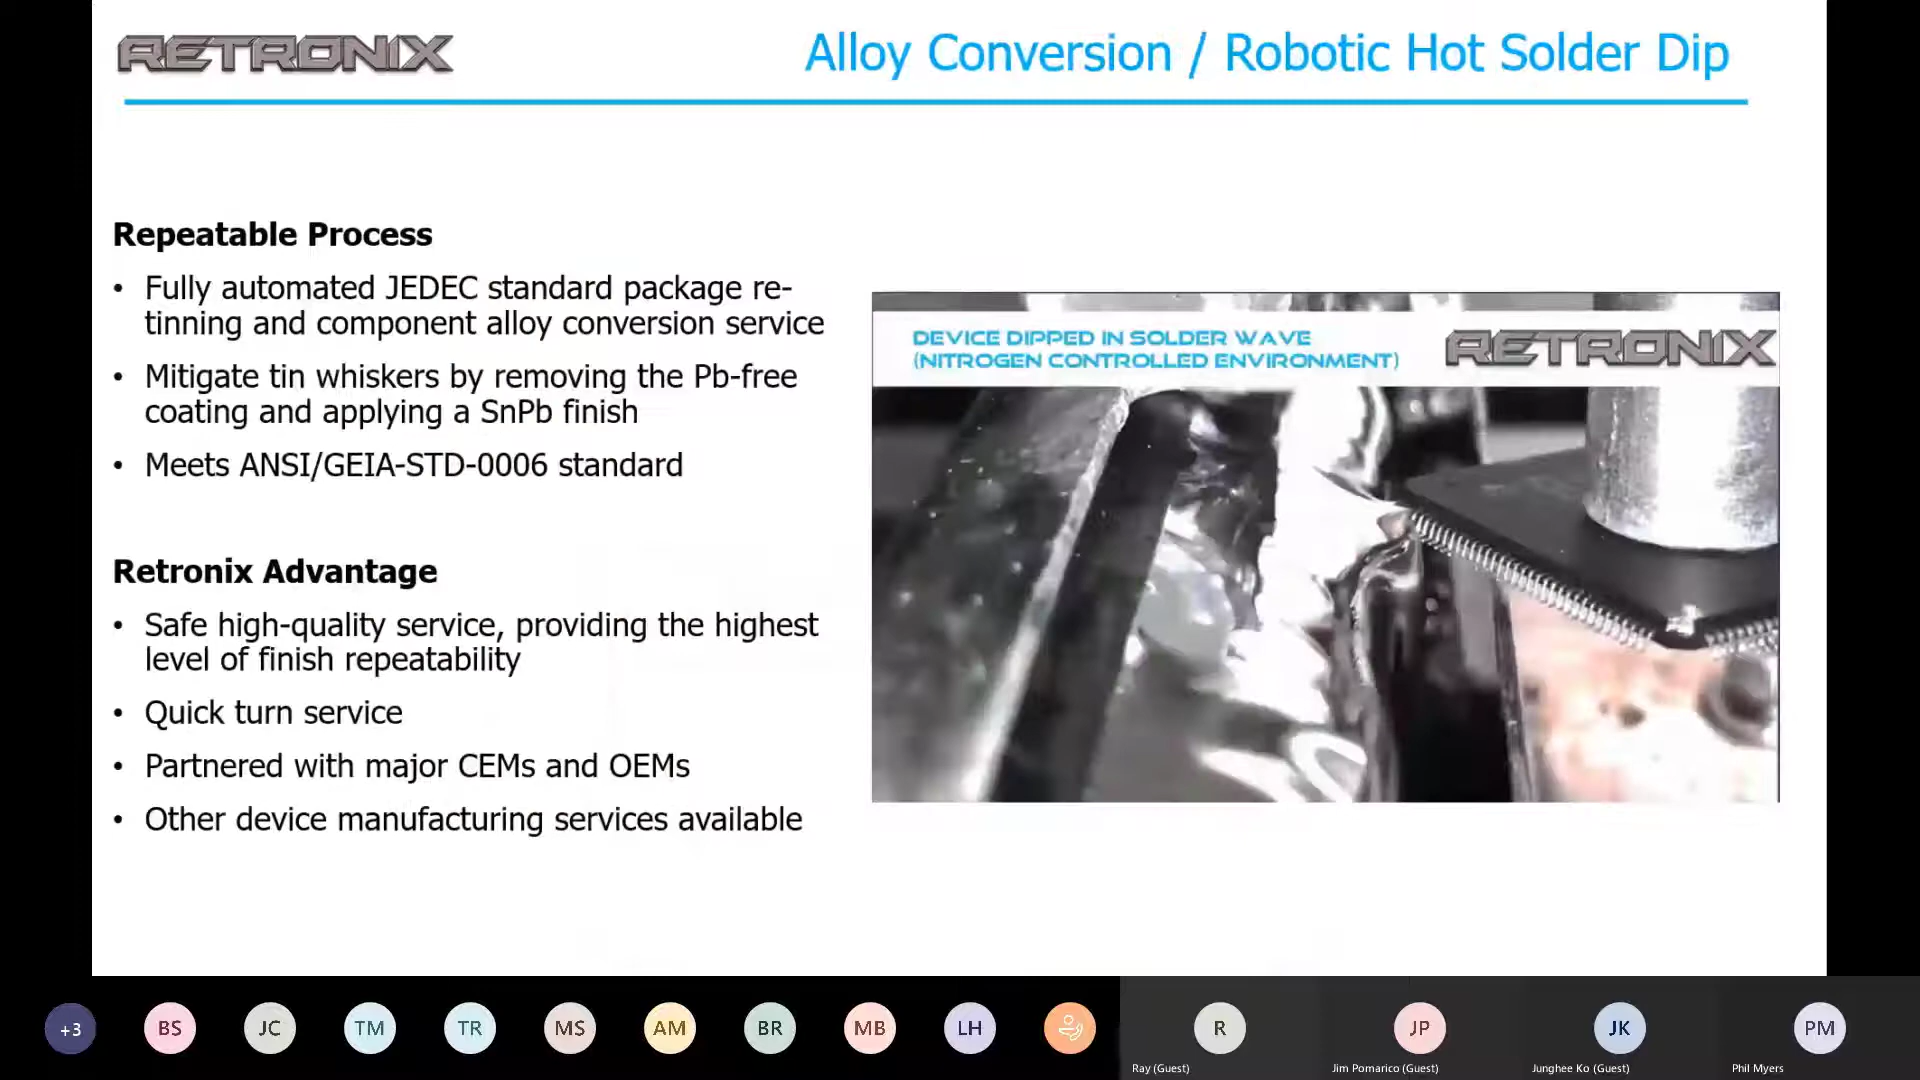 RETRONIX
Alloy Conversion / Robotic Hot Solder Dip
Repeatable Process
• Fully automated JEDEC standard package re-
tinning and component alloy conversion service
• Mitigate tin whiskers by removing the Pb-free
coating and applying a SnPb finish
• Meets ANSI/GEIA-STD-0006 standard
Retronix Advantage
• Safe high-quality service, providing the highest
level of finish repeatability
• Quick turn service
• Partnered with major CEMs and OEMs
• Other device manufacturing services available
DEVICE DIPPED IN SOLDER WAVE
(NITROGEN CONTROLLED ENVIRONMENT)
RETRONIX
+3
BS
JC
TM
TR
MS
AM
BR
MB
LH
R
JP
JK
PM
Ray (Guest)
Jim Pomarico (Guest)
Junghee Ko (Guest)
Phil Myers